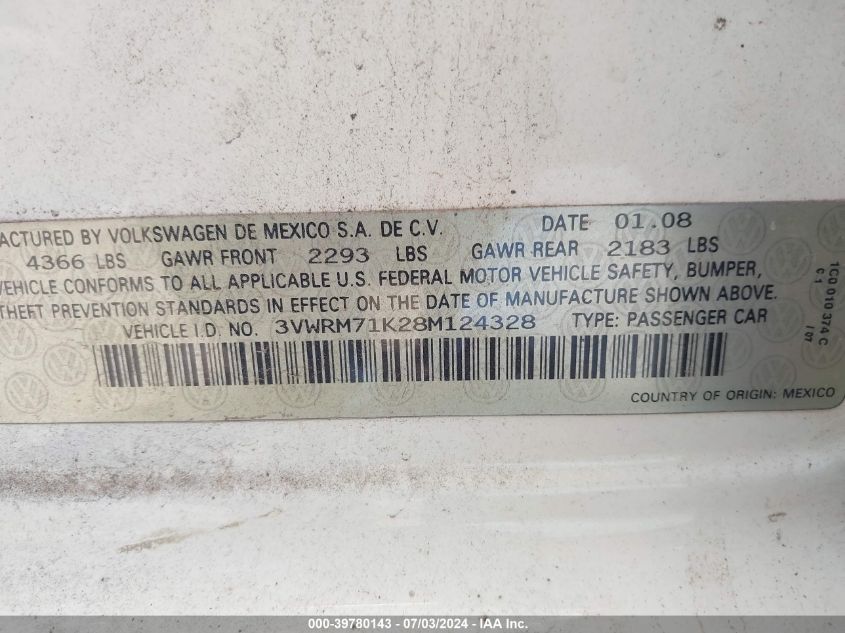 ACTURED BY VOLKSWAGEN DE MEXICO S.A. DE C.V. DATE 01.08
4366 LBS GAWR FRONT 2293 LBS GAWR REAR 2183 LBS
VEHICLE CONFORMS TO ALL APPLICABLE U.S. FEDERAL MOTOR VEHICLE SAFETY, BUMPER,
THEFT PREVENTION STANDARDS IN EFFECT ON THE DATE OF MANUFACTURE SHOWN ABOVE.
VEHICLE I.D. NO. 3VWRM71K28M124328 TYPE: PASSENGER CAR
COUNTRY OF ORIGIN: MEXICO
1C0 010 374 C
C1 / 07
000-39780143 - 07/03/2024 - IAA Inc.